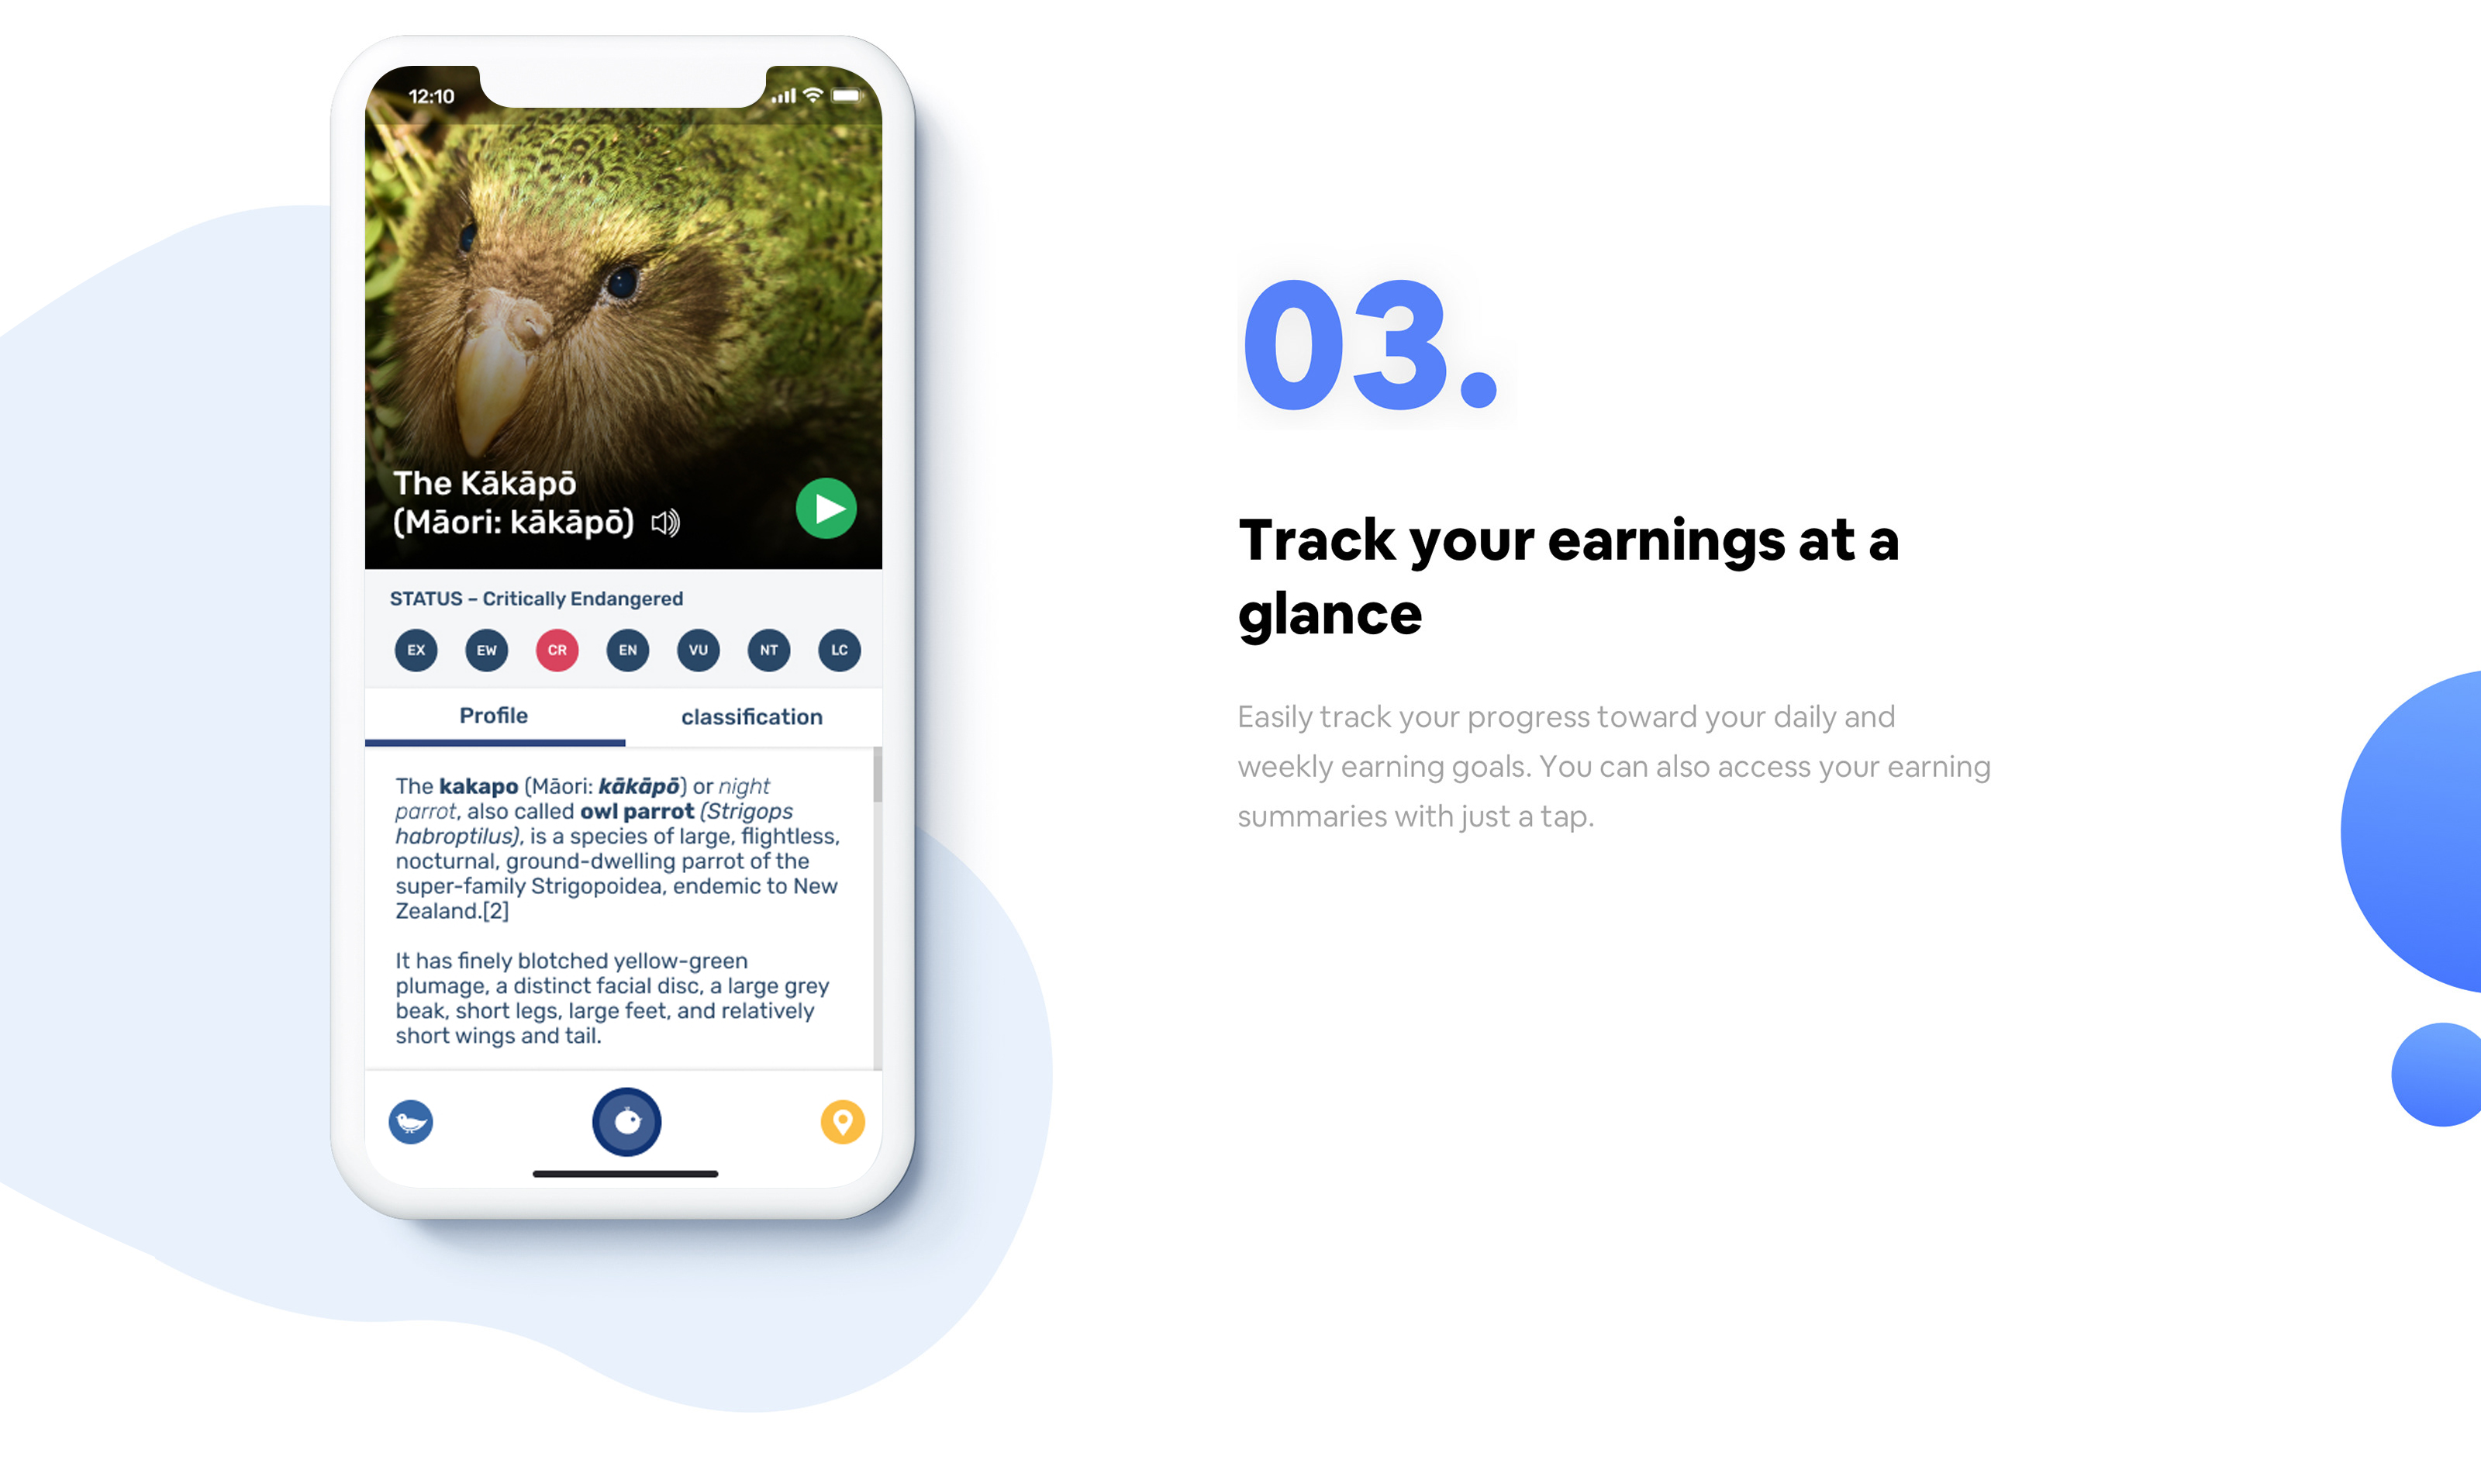 12:10
The Kākāpō
(Māori: kākāpō)
STATUS – Critically Endangered
EX EW CR EN VU NT LC
Profile classification
The kakapo (Māori: kākāpō) or night
parrot, also called owl parrot (Strigops
habroptilus), is a species of large, flightless,
nocturnal, ground-dwelling parrot of the
super-family Strigopoidea, endemic to New
Zealand.[2]
It has finely blotched yellow-green
plumage, a distinct facial disc, a large grey
beak, short legs, large feet, and relatively
short wings and tail.
03.
Track your earnings at a
glance
Easily track your progress toward your daily and
weekly earning goals. You can also access your earning
summaries with just a tap.